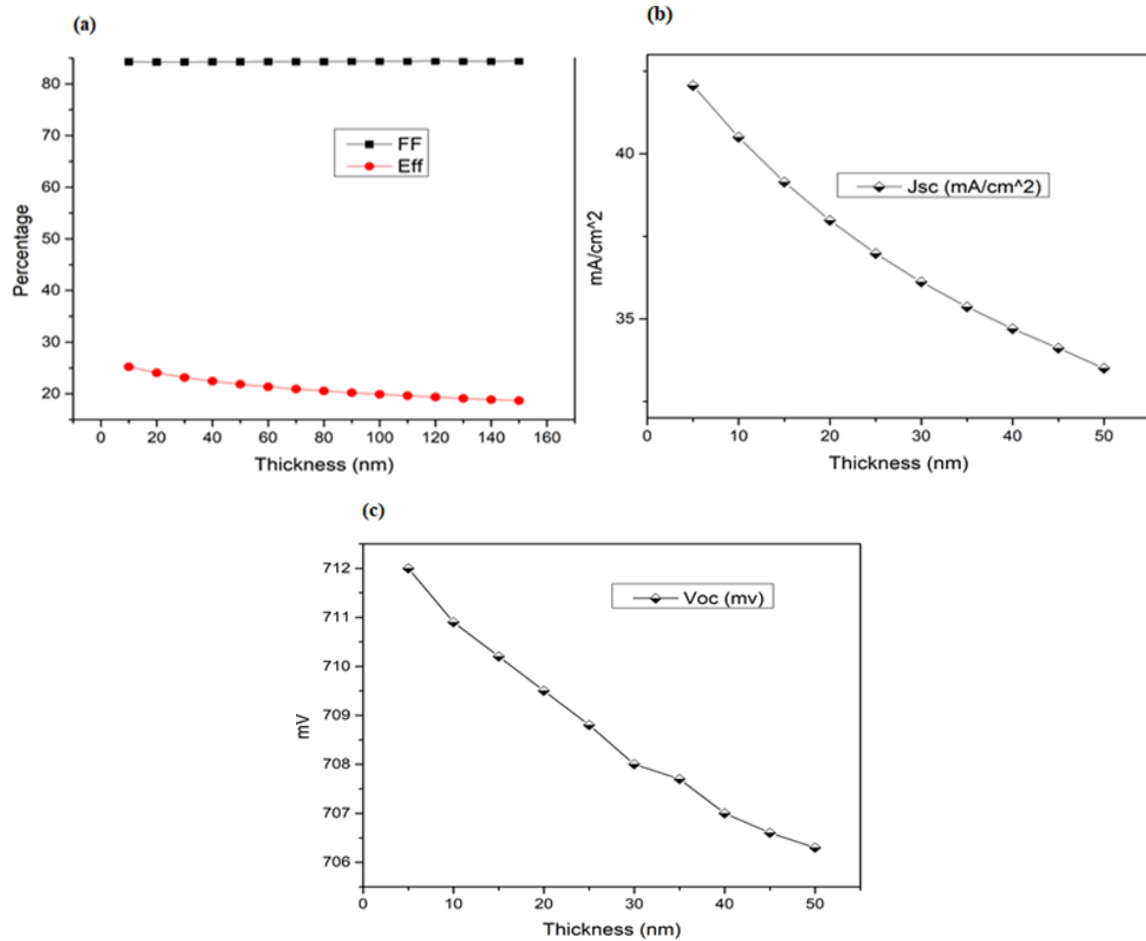 (a)
80
70
60
50
40
30
20
Percentage
FF
Eff
0 20 40 60 80 100 120 140 160
Thickness (nm)
(b)
40
35
mA/cm^2
Jsc (mA/cm^2)
0 10 20 30 40 50
Thickness (nm)
(c)
712
711
710
709
708
707
706
mV
Voc (mv)
0 10 20 30 40 50
Thickness (nm)